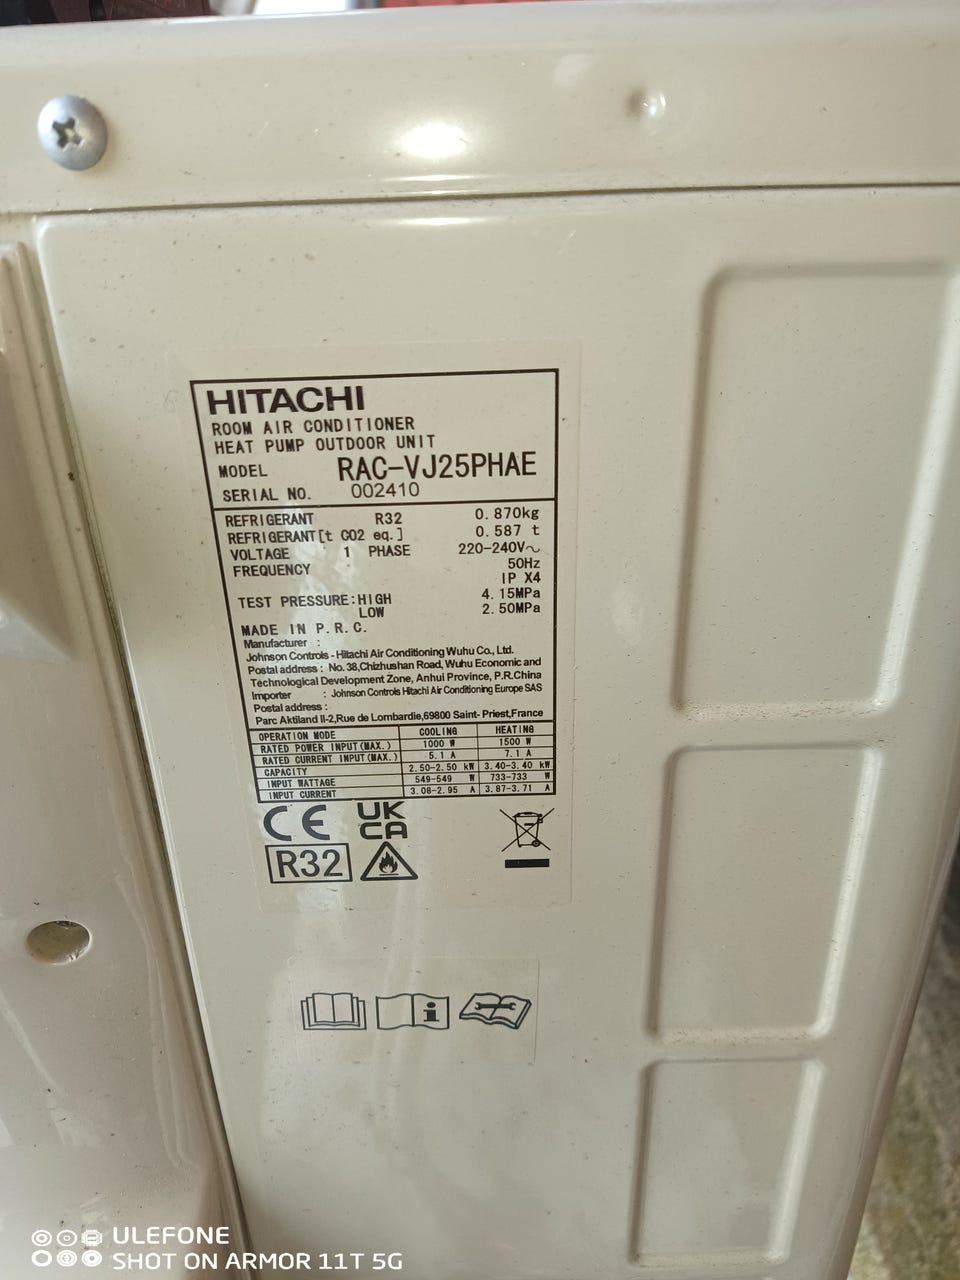 HITACHI
ROOM AIR CONDITIONER
HEAT PUMP OUTDOOR UNIT
MODEL RAC-VJ25PHAE
SERIAL NO. 002410
REFRIGERANT R32 0.870kg
REFRIGERANT[t CO2 eq.] 0.587 t
VOLTAGE 1 PHASE 220-240V~
FREQUENCY 50Hz
IP X4
TEST PRESSURE:HIGH 4.15MPa
LOW 2.50MPa
MADE IN P.R.C.
Manufacturer :
Johnson Controls - Hitachi Air Conditioning Wuhu Co., Ltd.
Postal address : No.38,Chizhushan Road, Wuhu Economic and
Technological Development Zone, Anhui Province, P.R.China
Importer : Johnson Controls Hitachi Air Conditioning Europe SAS
Postal address :
Parc Aktiland II-2,Rue de Lombardie,69800 Saint- Priest,France
OPERATION MODE COOLING HEATING
RATED POWER INPUT(MAX.) 1000 W 1500 W
RATED CURRENT INPUT(MAX.) 5.1 A 7.1 A
CAPACITY 2.50-2.50 kW 3.40-3.40 kW
INPUT WATTAGE 549-549 W 733-733 W
INPUT CURRENT 3.08-2.95 A 3.87-3.71 A
CE UK
CA
R32
i
ULEFONE
SHOT ON ARMOR 11T 5G